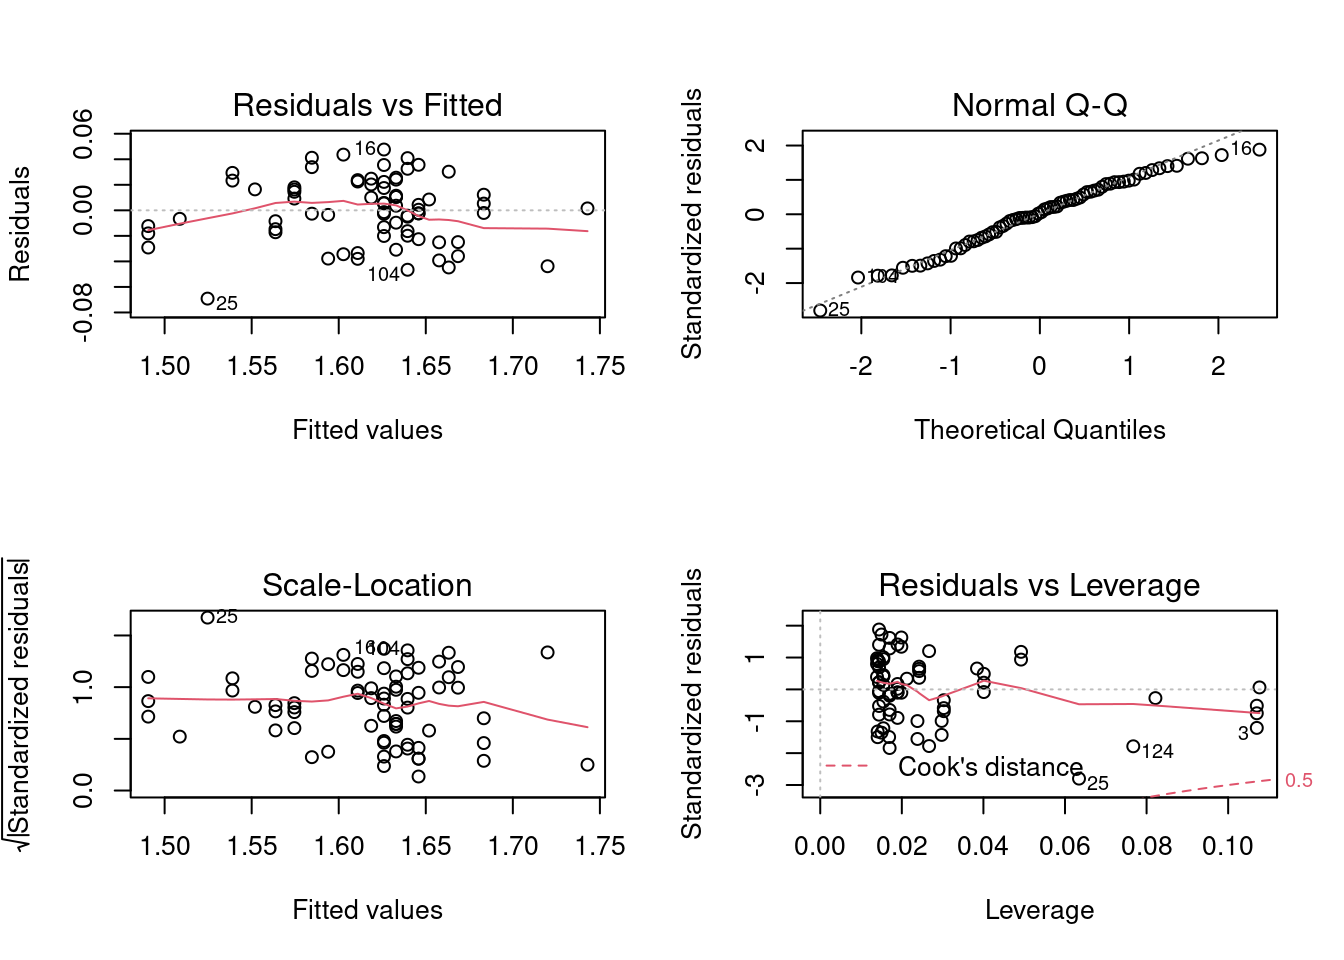 Residuals vs Fitted
Residuals
-0.08 0.00 0.06
16
104
25
1.50 1.55 1.60 1.65 1.70 1.75
Fitted values
Normal Q-Q
Standardized residuals
-2 0 2
16
104
25
-2 -1 0 1 2
Theoretical Quantiles
Scale-Location
√|Standardized residuals|
0.0 1.0
25
16
104
1.50 1.55 1.60 1.65 1.70 1.75
Fitted values
Residuals vs Leverage
Standardized residuals
-3 -1 1
3
124
25
Cook's distance
0.5
0.00 0.02 0.04 0.06 0.08 0.10
Leverage